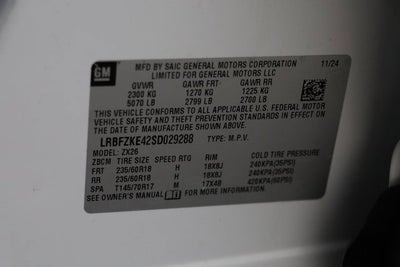 GM
MFD BY SAIC GENERAL MOTORS CORPORATION 11/24
LIMITED FOR GENERAL MOTORS LLC
GVWR GAWR FRT GAWR RR
2300 KG 1270 KG 1225 KG
5070 LB 2799 LB 2700 LB
THIS VEHICLE CONFORMS TO ALL APPLICABLE U.S. FEDERAL MOTOR
VEHICLE SAFETY, BUMPER, AND THEFT PREVENTION STANDARDS IN
EFFECT ON THE DATE OF MANUFACTURE SHOWN ABOVE.
LRBFZKE42SD029288 TYPE: M.P.V.
MODEL: ZX26
ZBCM TIRE SIZE SPEED RTG RIM COLD TIRE PRESSURE
FRT 235/60R18 H 18X8J 240KPA(35PSI)
RR 235/60R18 H 18X8J 240KPA(35PSI)
SPA T145/70R17 M 17X4B 420KPA(60PSI)
SEE OWNER'S MANUAL FOR ADDITIONAL INFORMATION.